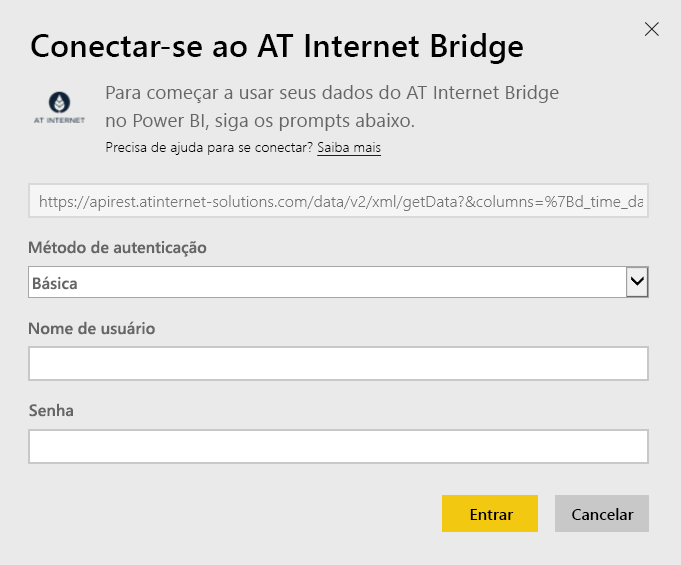 Conectar-se ao AT Internet Bridge
AT INTERNET
Para começar a usar seus dados do AT Internet Bridge
no Power BI, siga os prompts abaixo.
Precisa de ajuda para se conectar? Saiba mais
https://apirest.atinternet-solutions.com/data/v2/xml/getData?&columns=%7Bd_time_da
Método de autenticação
Básica
Nome de usuário
Senha
Entrar Cancelar